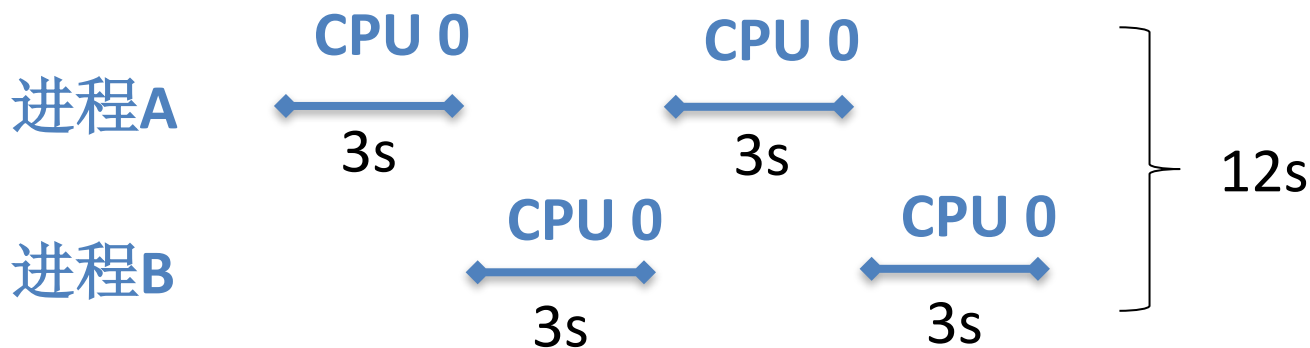 CPU 0 CPU 0
进程A
3s 3s
12s
CPU 0 CPU 0
进程B
3s 3s